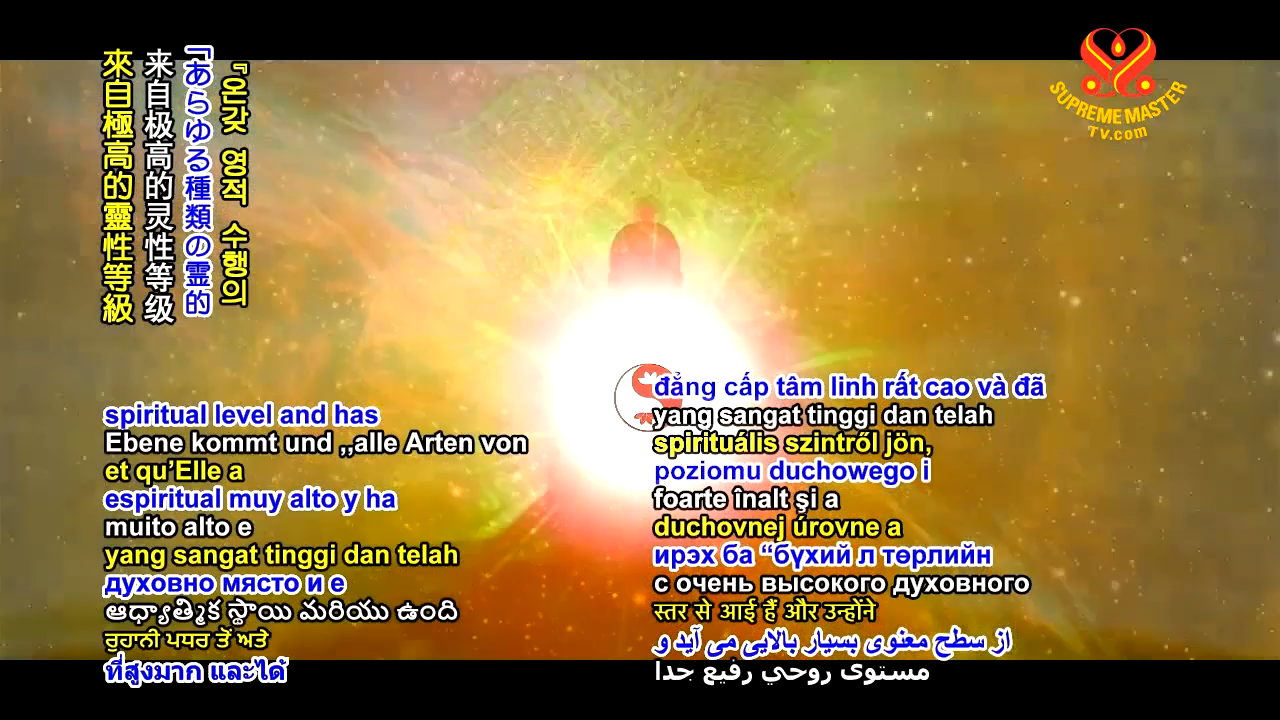 『온갖 영적 수행의
「あらゆる種類の霊的
来自极高的灵性等级
來自極高的靈性等級
SUPREME MASTER
TV.com
spiritual level and has
Ebene kommt und ,,alle Arten von
et qu’Elle a
espiritual muy alto y ha
muito alto e
yang sangat tinggi dan telah
духовно място и е
ఆధ్యాత్మిక స్థాయి మరియు ఉంది
ਰੁਹਾਨੀ ਪਧਰ ਤੋਂ ਅਤੇ
ที่สูงมาก และได้
đẳng cấp tâm linh rất cao và đã
yang sangat tinggi dan telah
spirituális szintről jön,
poziomu duchowego i
foarte înalt şi a
duchovnej úrovne a
ирэх ба “бүхий л төрлийн
с очень высокого духовного
स्तर से आई हैं और उन्होंने
از سطح معنوی بسیار بالایی می آید و
مستوى روحي رفيع جدا